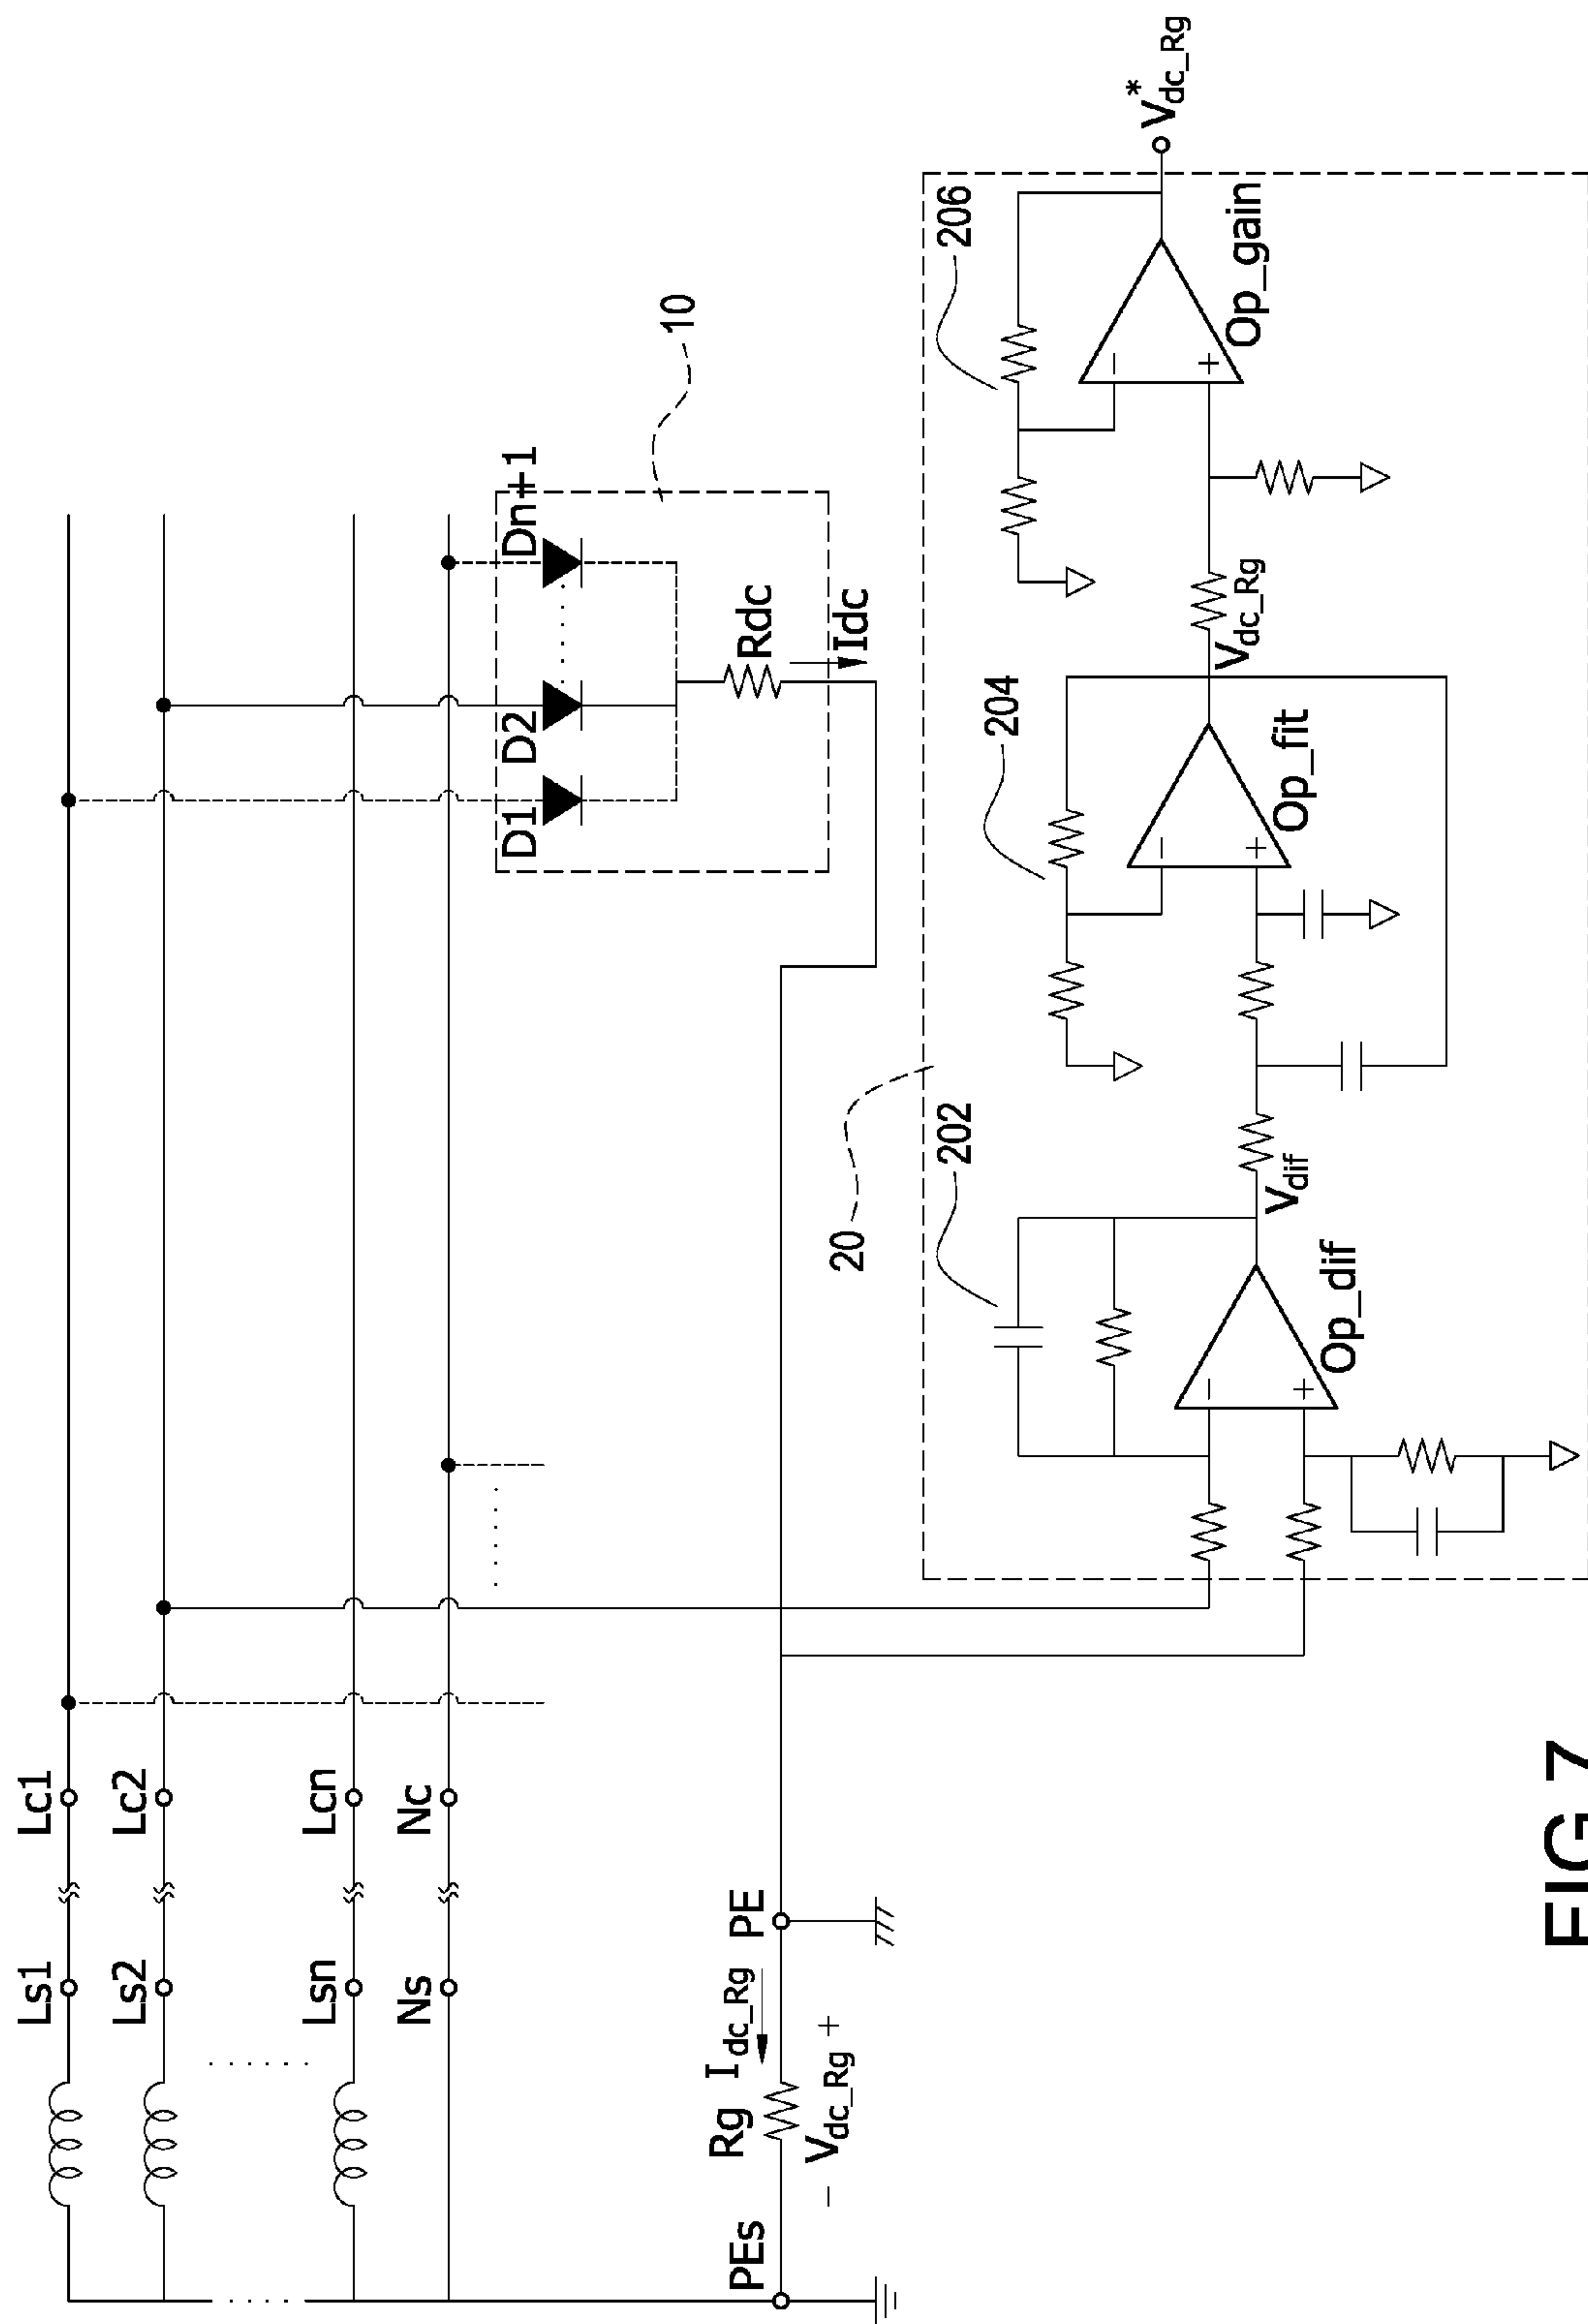 Ls1
Lc1
Ls2
Lc2
Lsn
Lcn
Ns
Nc
D1
D2
Dn+1
10
Rdc
Idc
PEs
Rg
Idc_Rg
PE
− Vdc_Rg +
20
202
204
206
−
+
Op_dif
Vdif
−
+
Op_fit
Vdc_Rg
−
+
Op_gain
V*dc_Rg
FIG.7